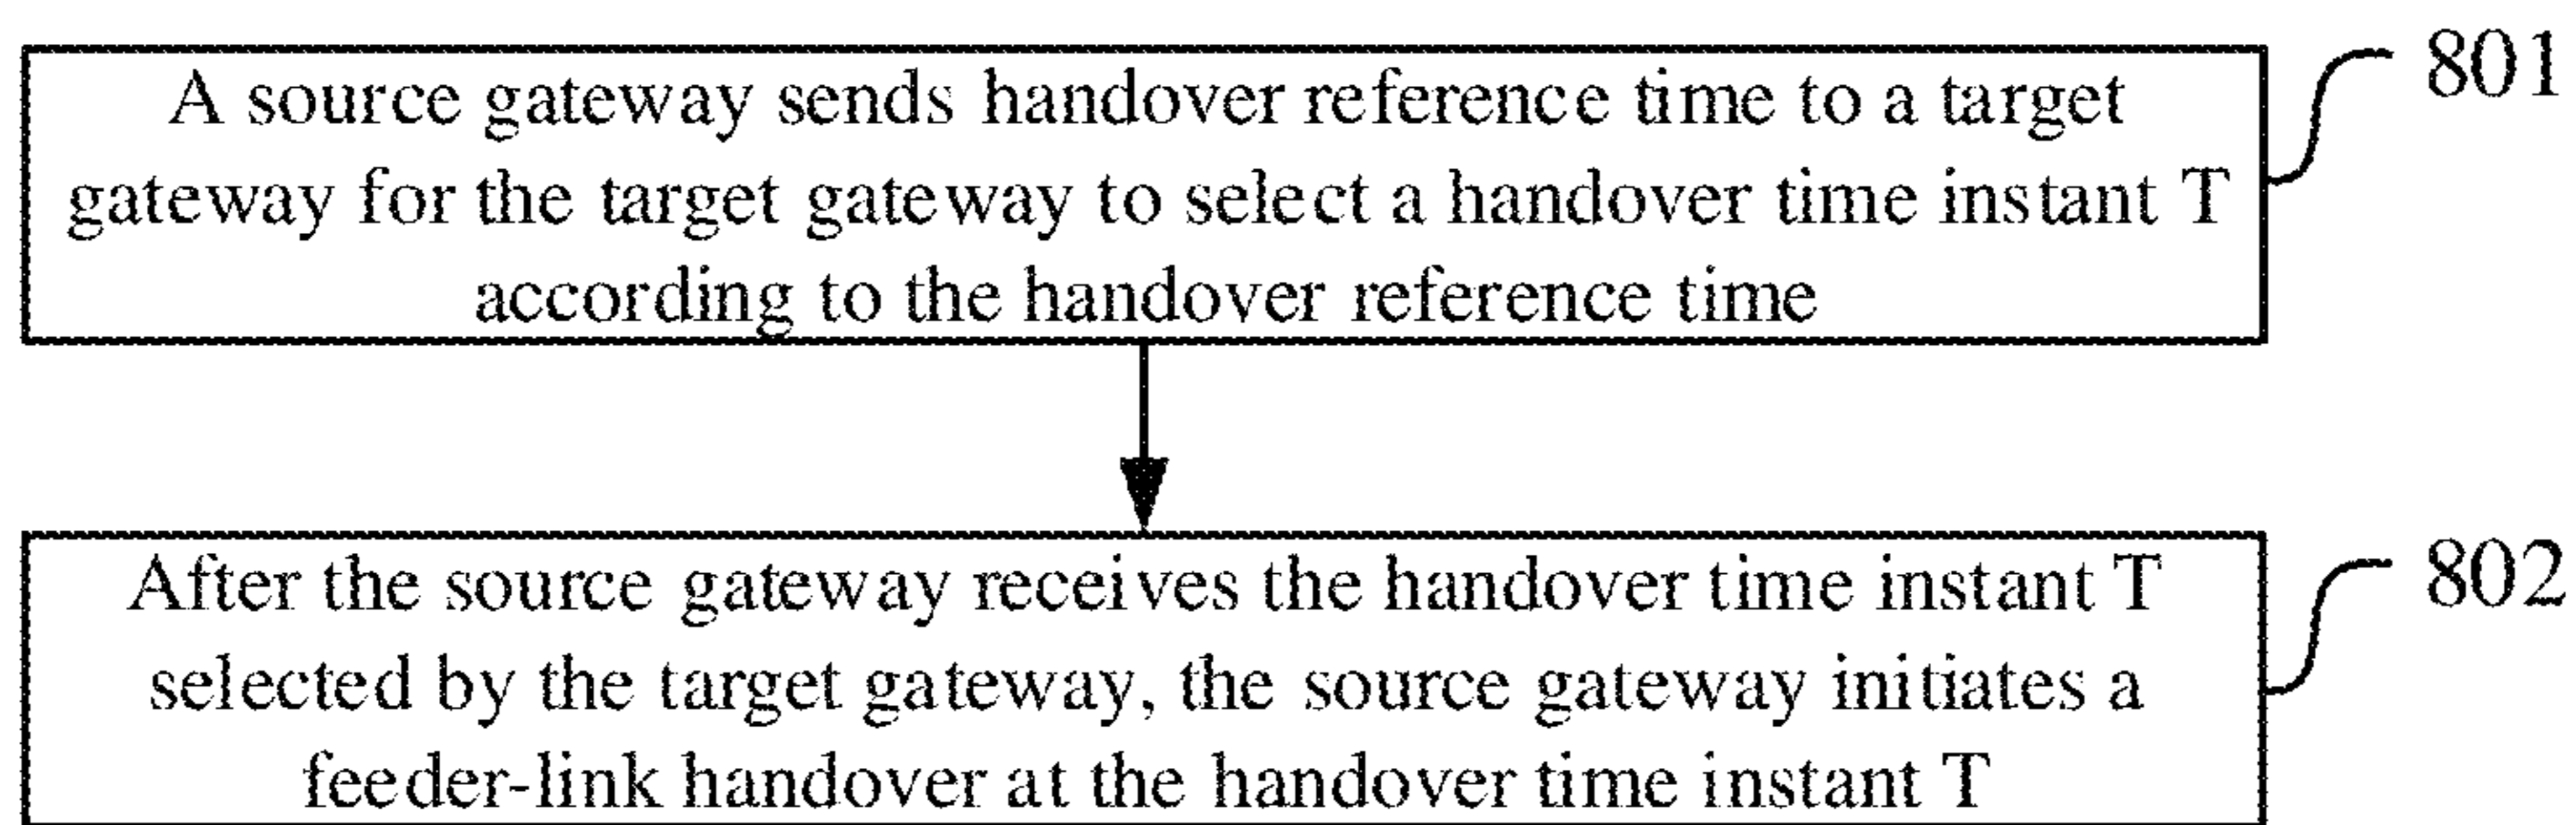 A source gateway sends handover reference time to a target
gateway for the target gateway to select a handover time instant T
according to the handover reference time
801
After the source gateway receives the handover time instant T
selected by the target gateway, the source gateway initiates a
feeder-link handover at the handover time instant T
802